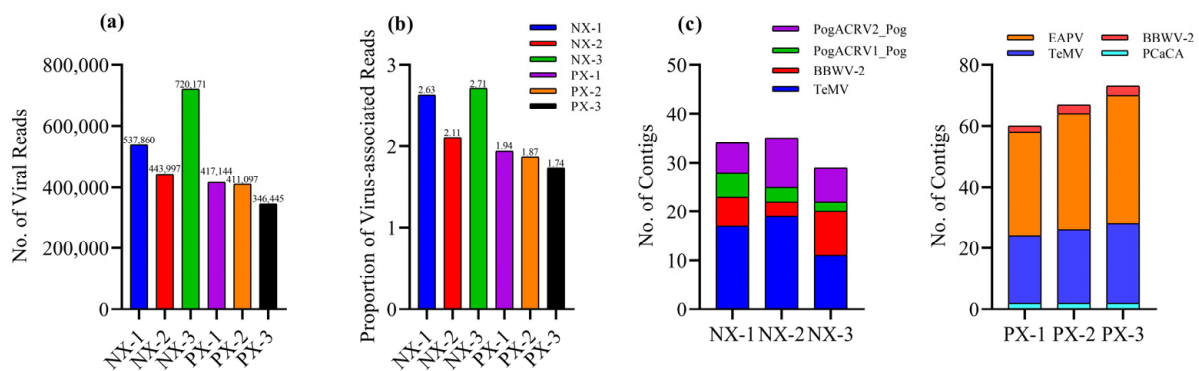 (a)
No. of Viral Reads
800,000
600,000
400,000
200,000
0
537,860
443,997
720,171
417,144
411,097
346,445
NX-1
NX-2
NX-3
PX-1
PX-2
PX-3
(b)
Proportion of Virus-associated Reads
3
2
1
0
2.63
2.11
2.71
1.94
1.87
1.74
NX-1
NX-2
NX-3
PX-1
PX-2
PX-3
NX-1
NX-2
NX-3
PX-1
PX-2
PX-3
(c)
PogACRV2_Pog
PogACRV1_Pog
BBWV-2
TeMV
No. of Contigs
50
40
30
20
10
0
NX-1
NX-2
NX-3
EAPV
BBWV-2
TeMV
PCaCA
No. of Contigs
80
60
40
20
0
PX-1
PX-2
PX-3